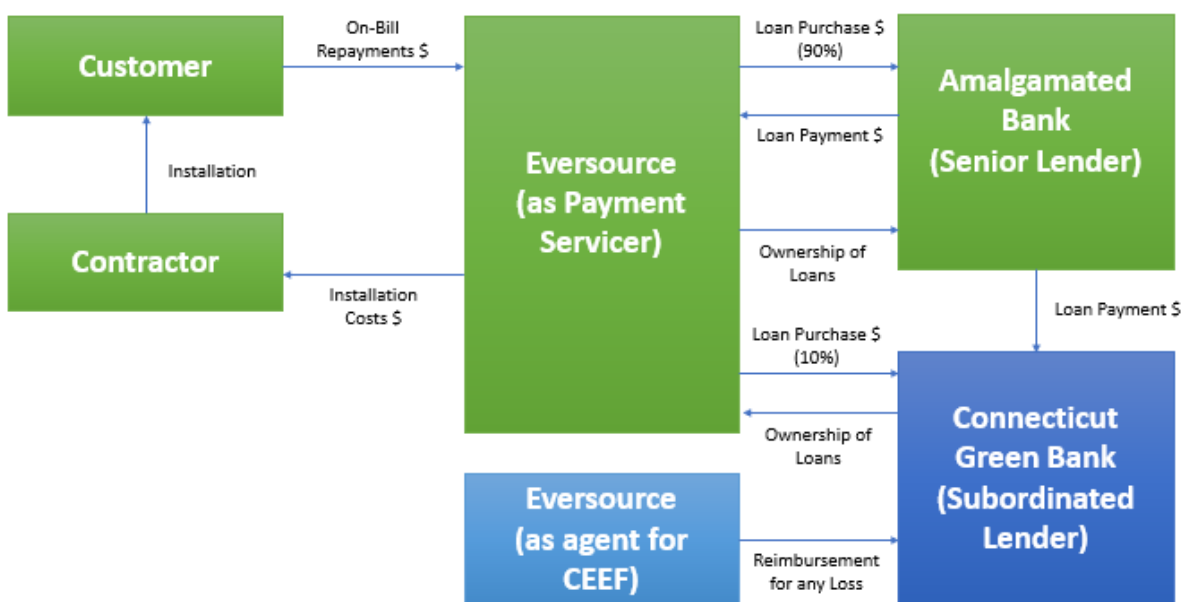 Customer
On-Bill
Repayments $
Installation
Contractor
Installation
Costs $
Eversource
(as Payment
Servicer)
Loan Purchase $
(90%)
Loan Payment $
Ownership of
Loans
Loan Purchase $
(10%)
Ownership of
Loans
Amalgamated
Bank
(Senior Lender)
Loan Payment $
Connecticut
Green Bank
(Subordinated
Lender)
Eversource
(as agent for
CEEF)
Reimbursement
for any Loss